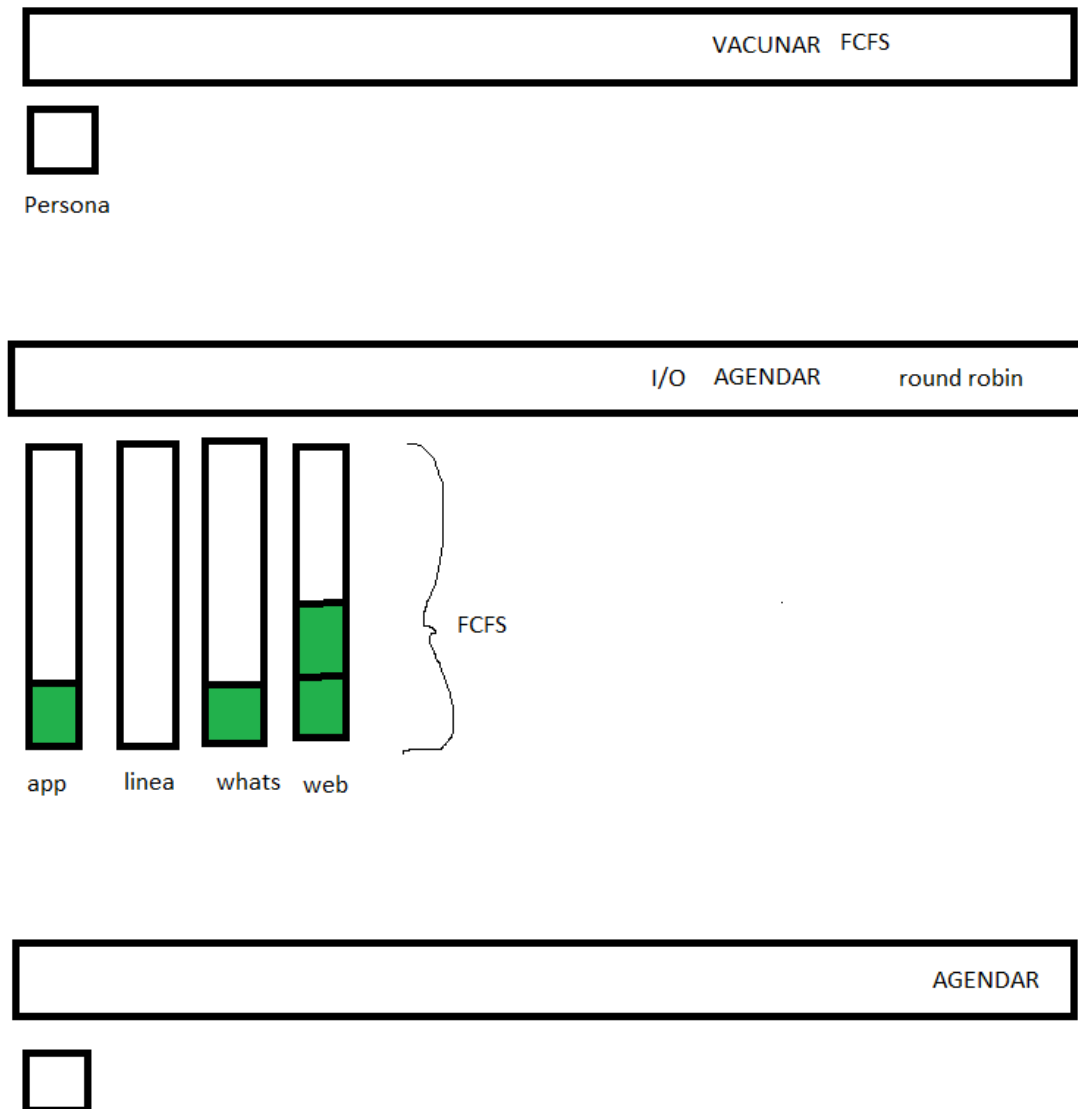 VACUNAR FCFS
Persona
I/O AGENDAR round robin
FCFS
app linea whats web
AGENDAR